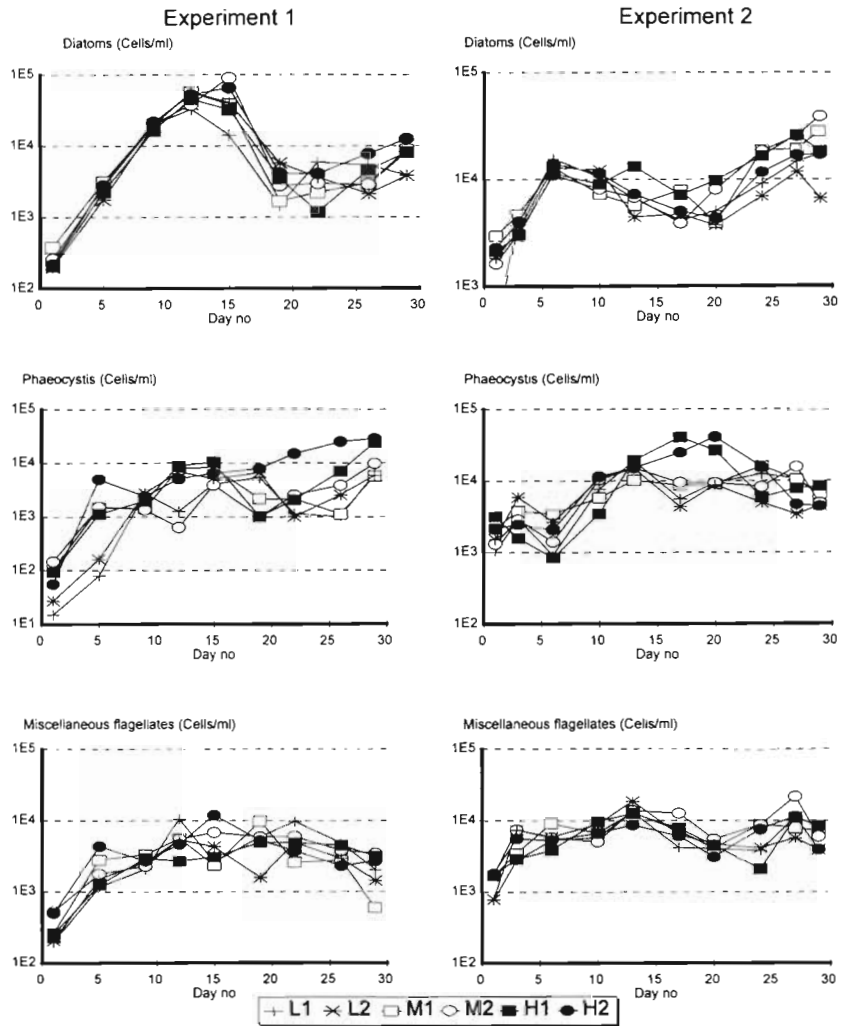 Experiment 1
Experiment 2
Diatoms (Cells/ml)
1E5
1E4
1E3
1E2
0 5 10 15 20 25 30
Day no
Diatoms (Cells/ml)
1E5
1E4
1E3
0 5 10 15 20 25 30
Day no
Phaeocystis (Cells/ml)
1E5
1E4
1E3
1E2
1E1
0 5 10 15 20 25 30
Day no
Phaeocystis (Cells/ml)
1E5
1E4
1E3
1E2
0 5 10 15 20 25 30
Day no
Miscellaneous flagellates (Cells/ml)
1E5
1E4
1E3
1E2
0 5 10 15 20 25 30
Day no
Miscellaneous flagellates (Cells/ml)
1E5
1E4
1E3
1E2
0 5 10 15 20 25 30
Day no
L1 L2 M1 M2 H1 H2